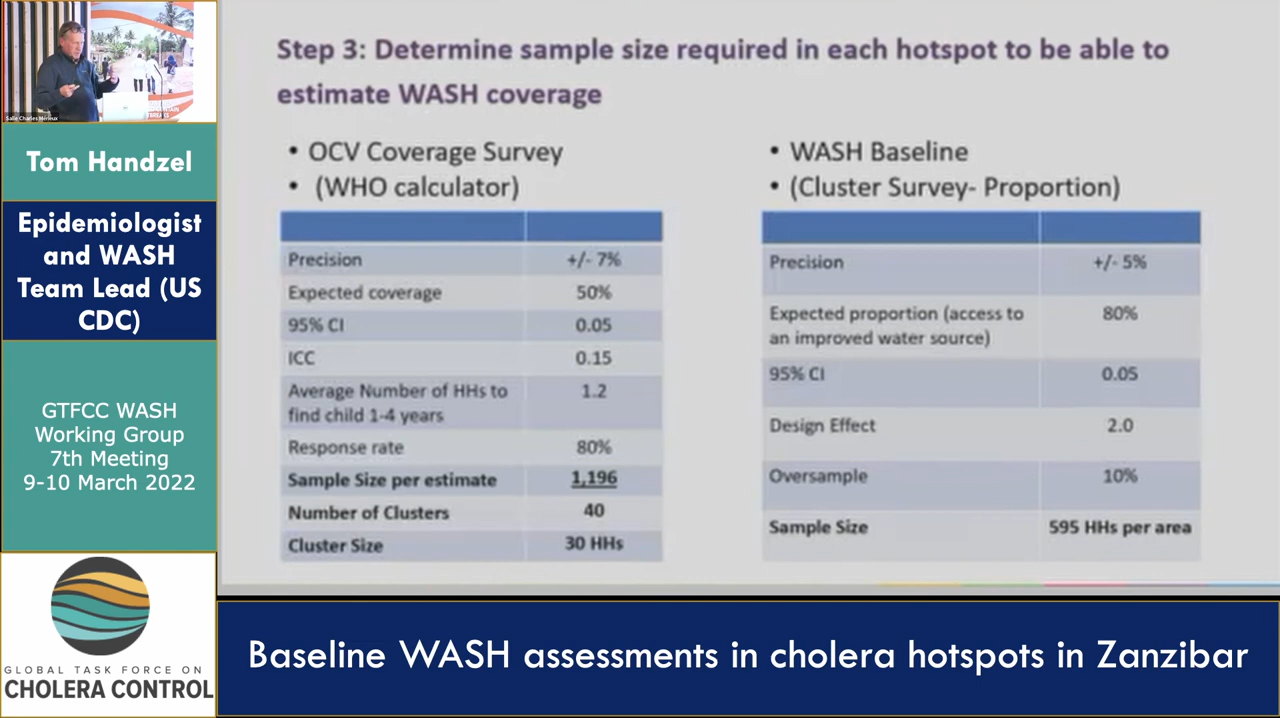 Salle Charles Mérieux
Tom Handzel
Epidemiologist
and WASH
Team Lead (US
CDC)
GTFCC WASH
Working Group
7th Meeting
9-10 March 2022
GLOBAL TASK FORCE ON
CHOLERA CONTROL
Step 3: Determine sample size required in each hotspot to be able to
estimate WASH coverage
• OCV Coverage Survey
• (WHO calculator)
Precision +/- 7%
Expected coverage 50%
95% CI 0.05
ICC 0.15
Average Number of HHs to
find child 1-4 years 1.2
Response rate 80%
Sample Size per estimate 1,196
Number of Clusters 40
Cluster Size 30 HHs
• WASH Baseline
• (Cluster Survey- Proportion)
Precision +/- 5%
Expected proportion (access to
an improved water source) 80%
95% CI 0.05
Design Effect 2.0
Oversample 10%
Sample Size 595 HHs per area
Baseline WASH assessments in cholera hotspots in Zanzibar